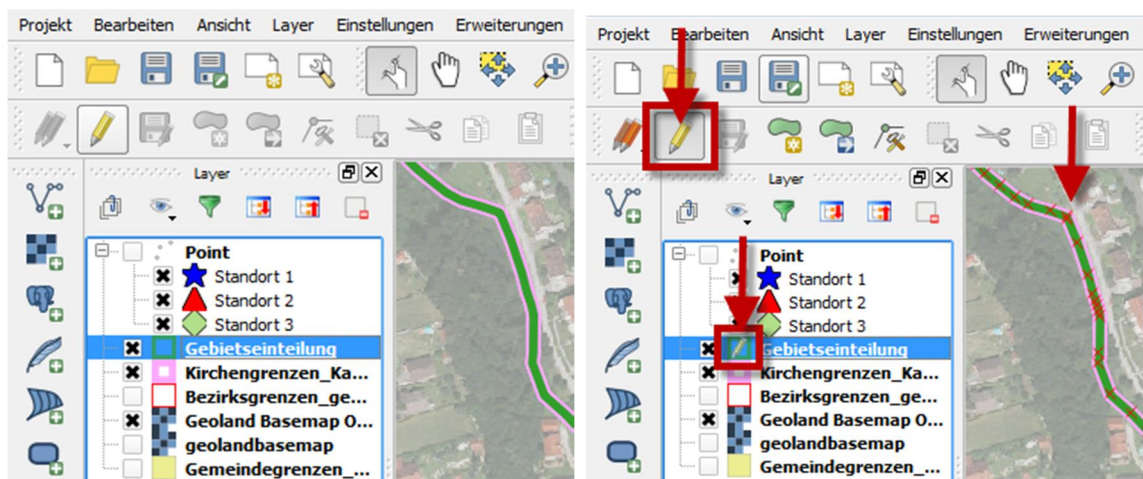 Projekt Bearbeiten Ansicht Layer Einstellungen Erweiterungen
Layer
Point
Standort 1
Standort 2
Standort 3
Gebietseinteilung
Kirchengrenzen_Ka...
Bezirksgrenzen_ge...
Geoland Basemap O...
geolandbasemap
Gemeindegrenzen_...
Projekt Bearbeiten Ansicht Layer Einstellungen Erweiterungen
Layer
Point
Standort 1
Standort 2
Standort 3
Gebietseinteilung
Kirchengrenzen_Ka...
Bezirksgrenzen_ge...
Geoland Basemap O...
geolandbasemap
Gemeindegrenzen_...